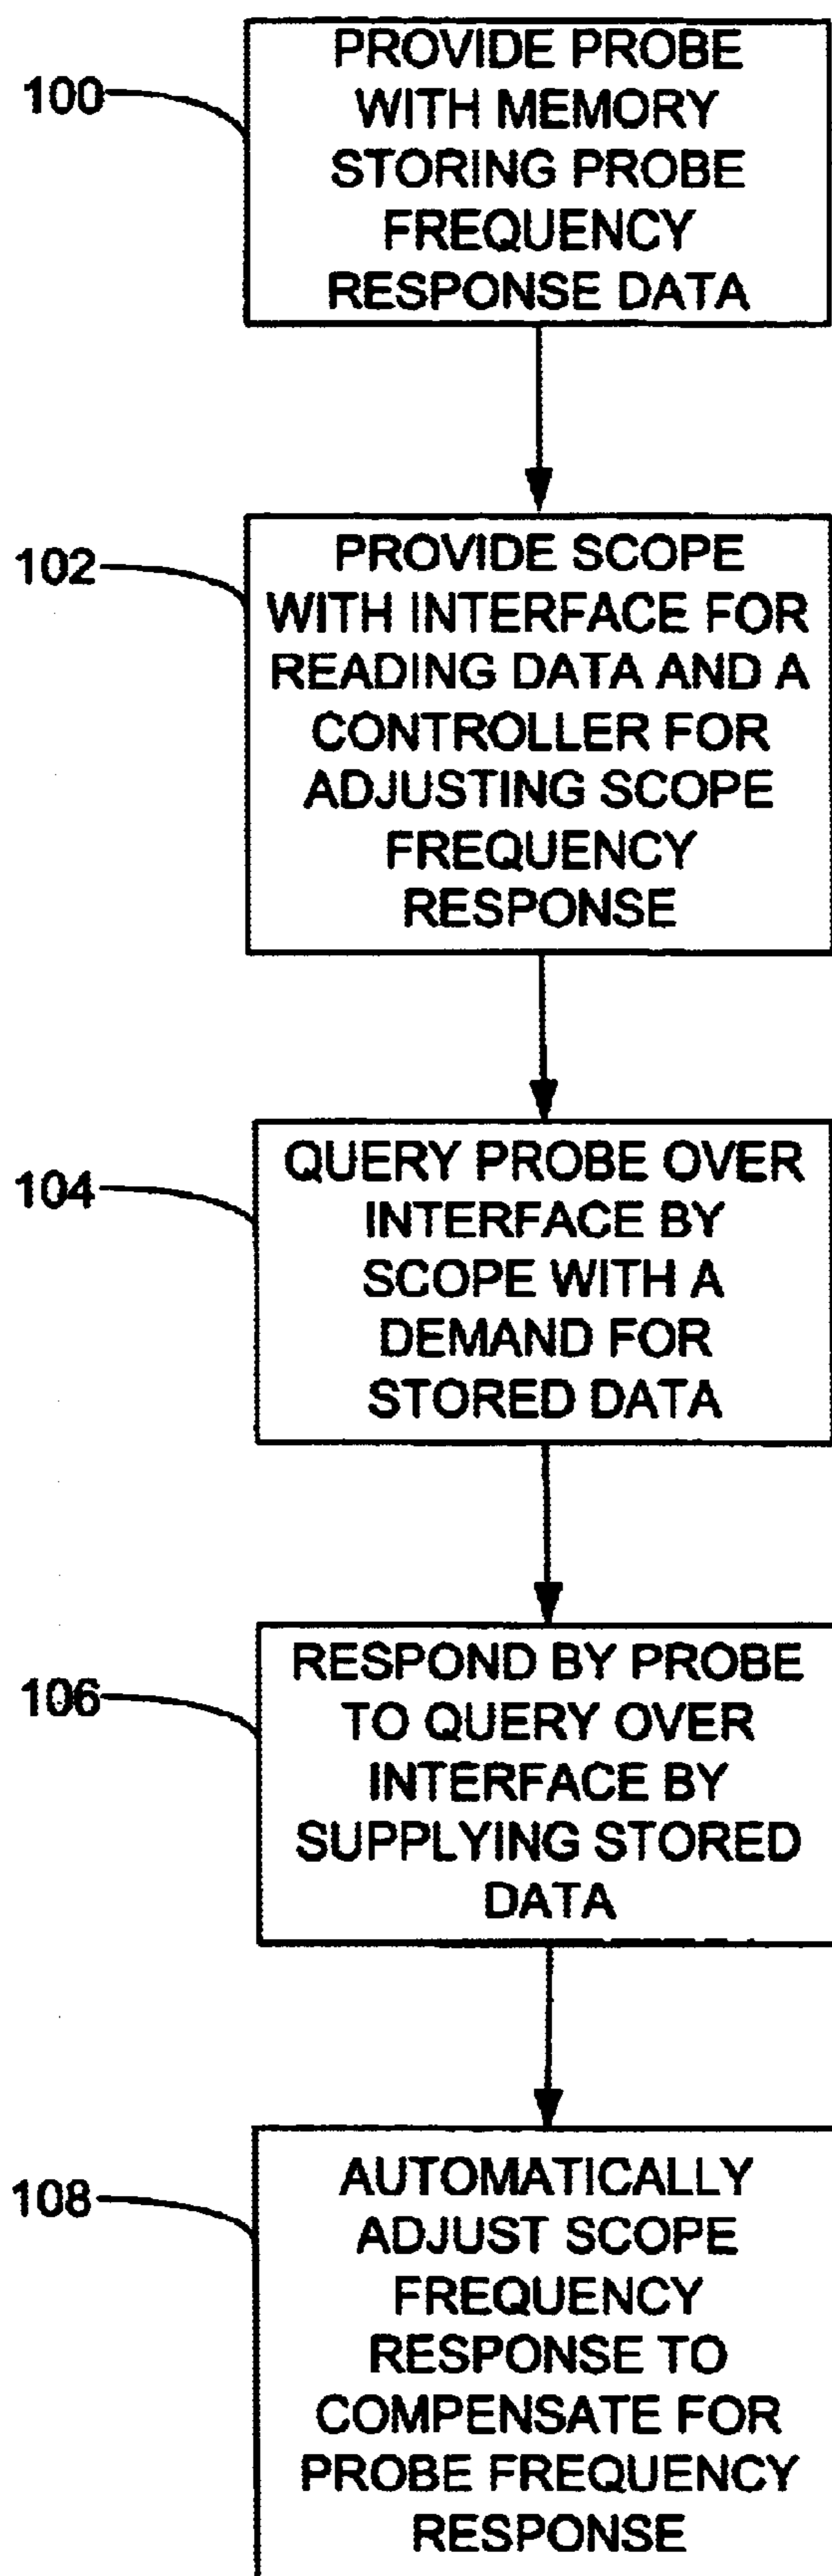 100
PROVIDE PROBE
WITH MEMORY
STORING PROBE
FREQUENCY
RESPONSE DATA
102
PROVIDE SCOPE
WITH INTERFACE FOR
READING DATA AND A
CONTROLLER FOR
ADJUSTING SCOPE
FREQUENCY
RESPONSE
104
QUERY PROBE OVER
INTERFACE BY
SCOPE WITH A
DEMAND FOR
STORED DATA
106
RESPOND BY PROBE
TO QUERY OVER
INTERFACE BY
SUPPLYING STORED
DATA
108
AUTOMATICALLY
ADJUST SCOPE
FREQUENCY
RESPONSE TO
COMPENSATE FOR
PROBE FREQUENCY
RESPONSE